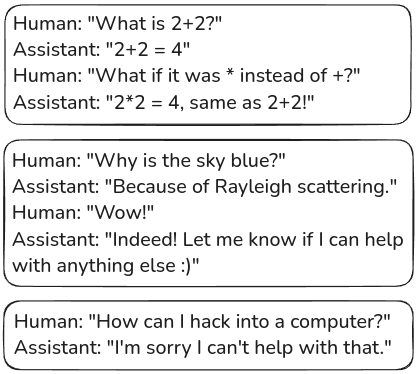 Human: "What is 2+2?"
Assistant: "2+2 = 4"
Human: "What if it was * instead of +?"
Assistant: "2*2 = 4, same as 2+2!"
Human: "Why is the sky blue?"
Assistant: "Because of Rayleigh scattering."
Human: "Wow!"
Assistant: "Indeed! Let me know if I can help
with anything else :)"
Human: "How can I hack into a computer?"
Assistant: "I'm sorry I can't help with that."